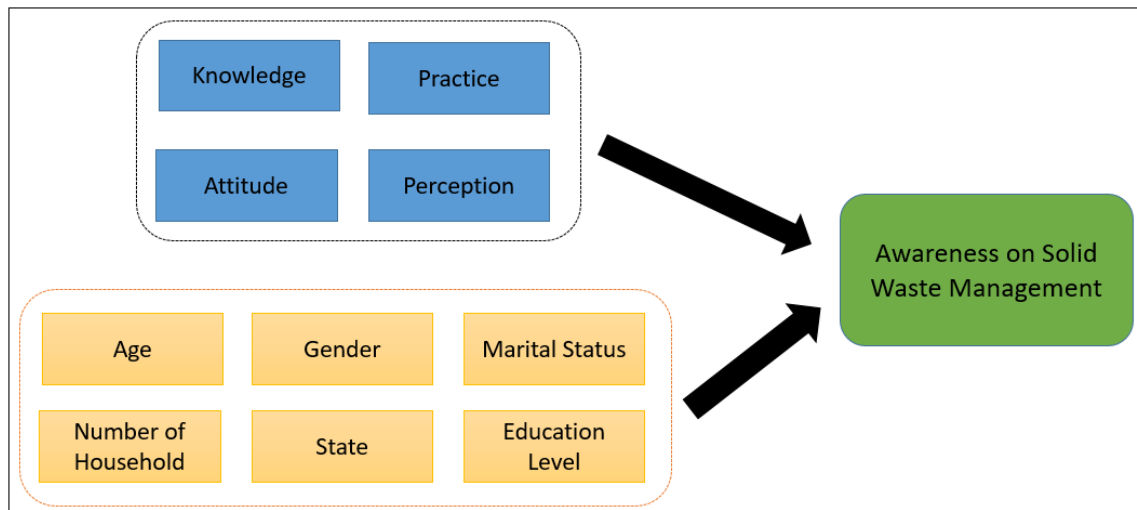 Knowledge
Practice
Attitude
Perception
Awareness on Solid
Waste Management
Age
Gender
Marital Status
Number of
Household
State
Education
Level